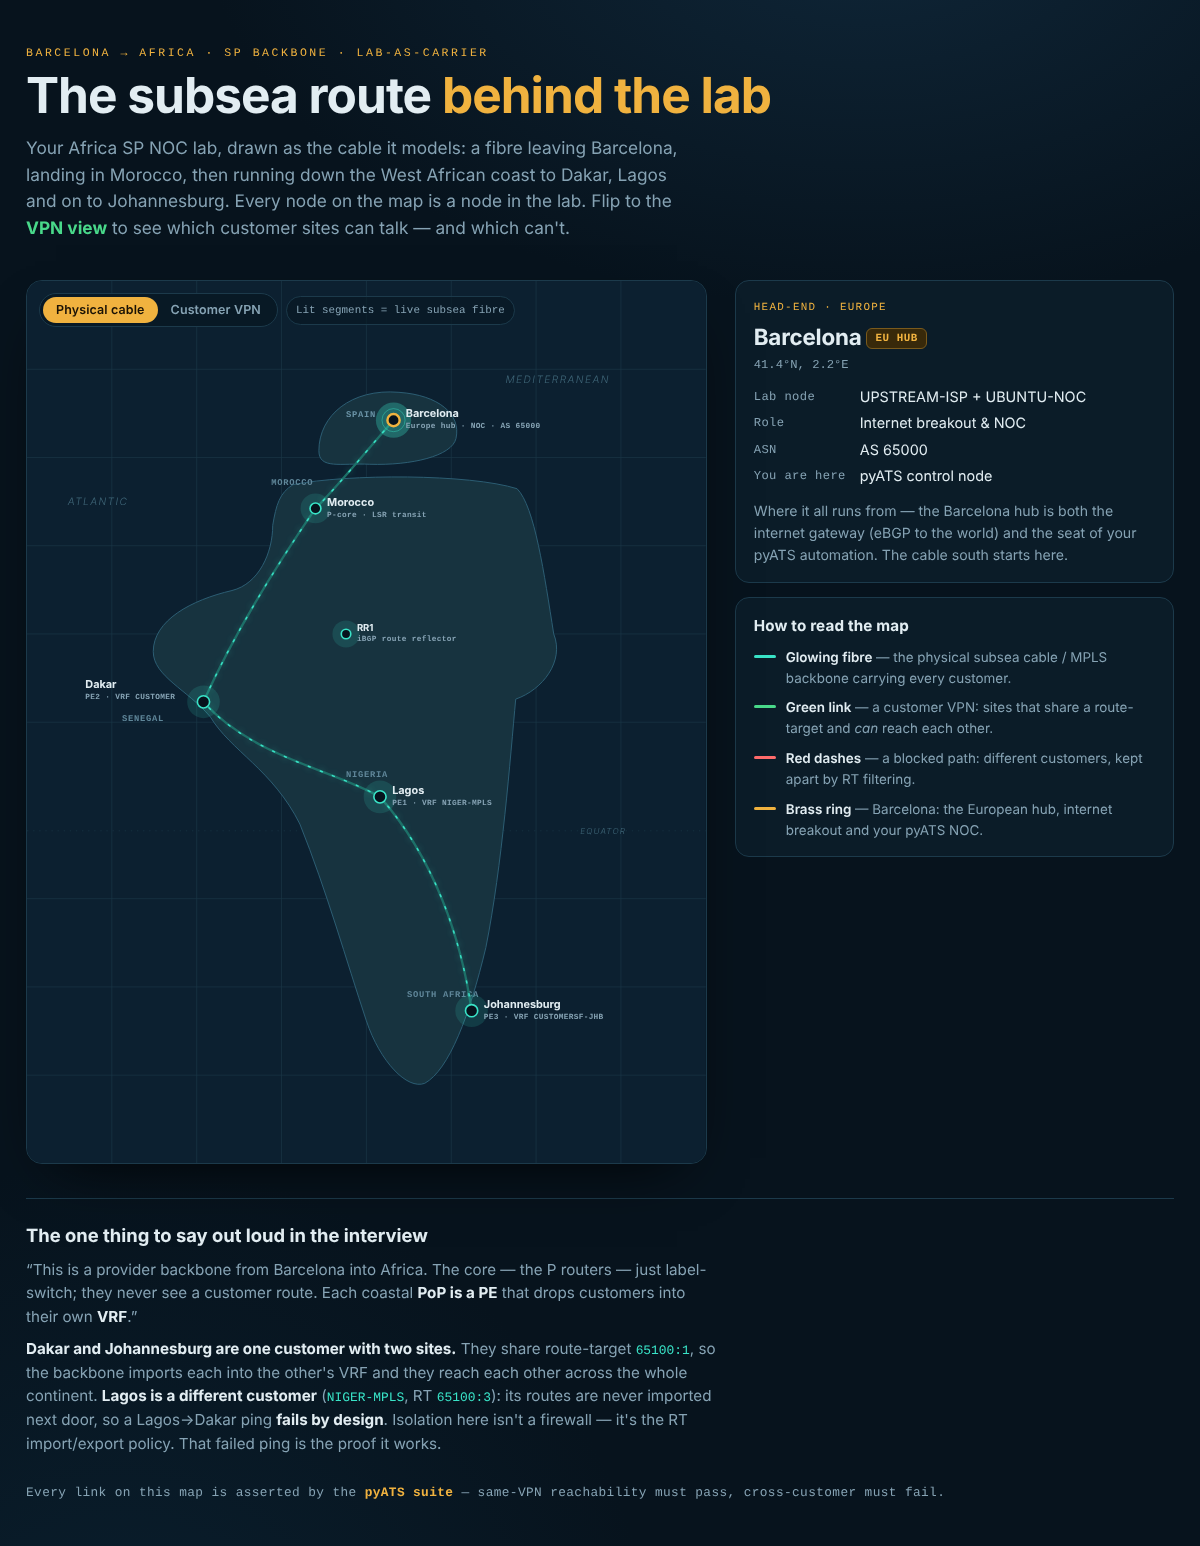 BARCELONA → AFRICA · SP BACKBONE · LAB-AS-CARRIER
The subsea route behind the lab
Your Africa SP NOC lab, drawn as the cable it models: a fibre leaving Barcelona,
landing in Morocco, then running down the West African coast to Dakar, Lagos
and on to Johannesburg. Every node on the map is a node in the lab. Flip to the
VPN view to see which customer sites can talk — and which can't.
Physical cable
Customer VPN
Lit segments = live subsea fibre
MEDITERRANEAN
SPAIN
Barcelona
Europe hub · NOC · AS 65000
MOROCCO
ATLANTIC
Morocco
P-core · LSR transit
RR1
iBGP route reflector
Dakar
PE2 · VRF CUSTOMER
SENEGAL
NIGERIA
Lagos
PE1 · VRF NIGER-MPLS
EQUATOR
SOUTH AFRICA
Johannesburg
PE3 · VRF CUSTOMERSF-JHB
HEAD-END · EUROPE
Barcelona EU HUB
41.4°N, 2.2°E
Lab node UPSTREAM-ISP + UBUNTU-NOC
Role Internet breakout & NOC
ASN AS 65000
You are here pyATS control node
Where it all runs from — the Barcelona hub is both the
internet gateway (eBGP to the world) and the seat of your
pyATS automation. The cable south starts here.
How to read the map
Glowing fibre — the physical subsea cable / MPLS
backbone carrying every customer.
Green link — a customer VPN: sites that share a route-
target and can reach each other.
Red dashes — a blocked path: different customers, kept
apart by RT filtering.
Brass ring — Barcelona: the European hub, internet
breakout and your pyATS NOC.
The one thing to say out loud in the interview
“This is a provider backbone from Barcelona into Africa. The core — the P routers — just label-
switch; they never see a customer route. Each coastal PoP is a PE that drops customers into
their own VRF.”
Dakar and Johannesburg are one customer with two sites. They share route-target 65100:1, so
the backbone imports each into the other's VRF and they reach each other across the whole
continent. Lagos is a different customer (NIGER-MPLS, RT 65100:3): its routes are never imported
next door, so a Lagos→Dakar ping fails by design. Isolation here isn't a firewall — it's the RT
import/export policy. That failed ping is the proof it works.
Every link on this map is asserted by the pyATS suite — same-VPN reachability must pass, cross-customer must fail.